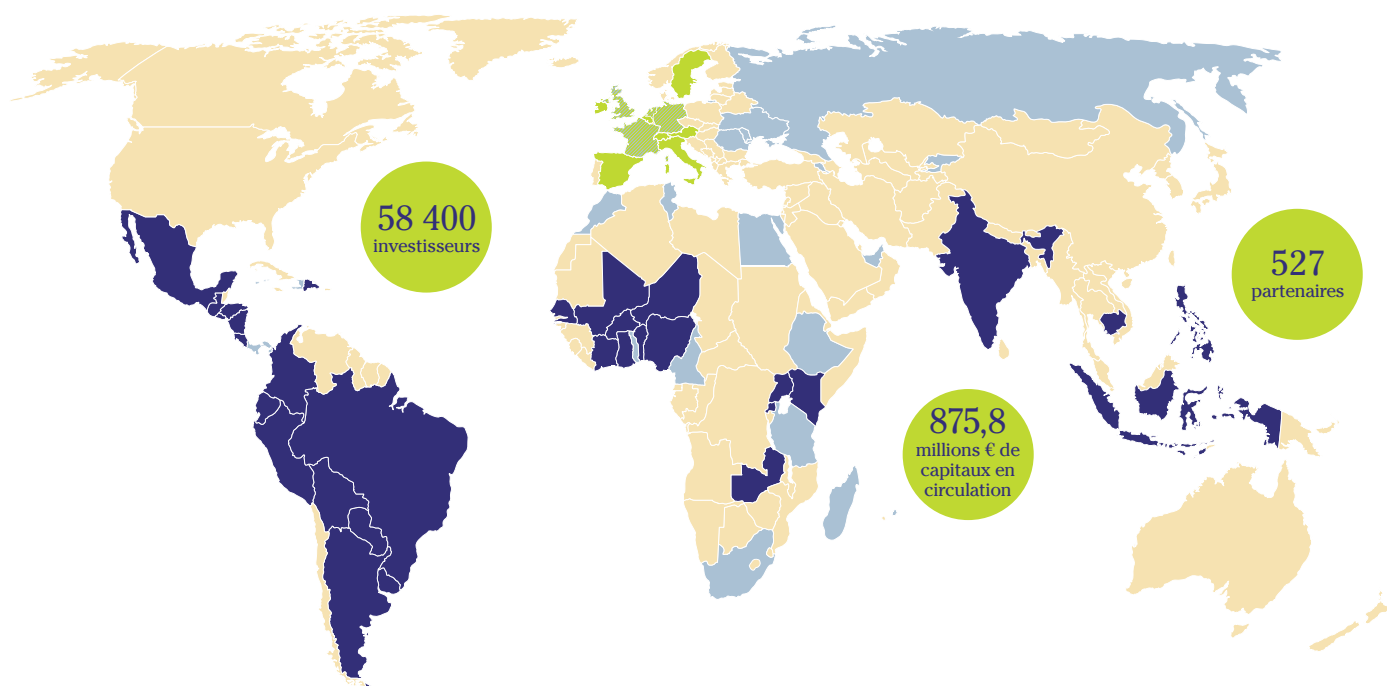 58 400
investisseurs
527
partenaires
875,8
millions € de
capitaux en
circulation